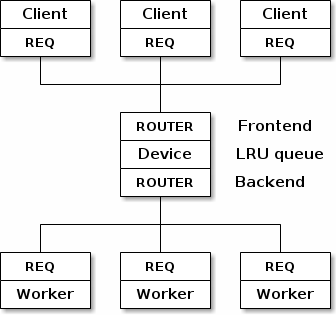 Client Client Client
REQ REQ REQ
ROUTER Frontend
Device LRU queue
ROUTER Backend
REQ REQ REQ
Worker Worker Worker